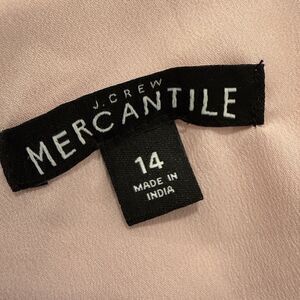 J.CREW
MERCANTILE
14
MADE IN
INDIA